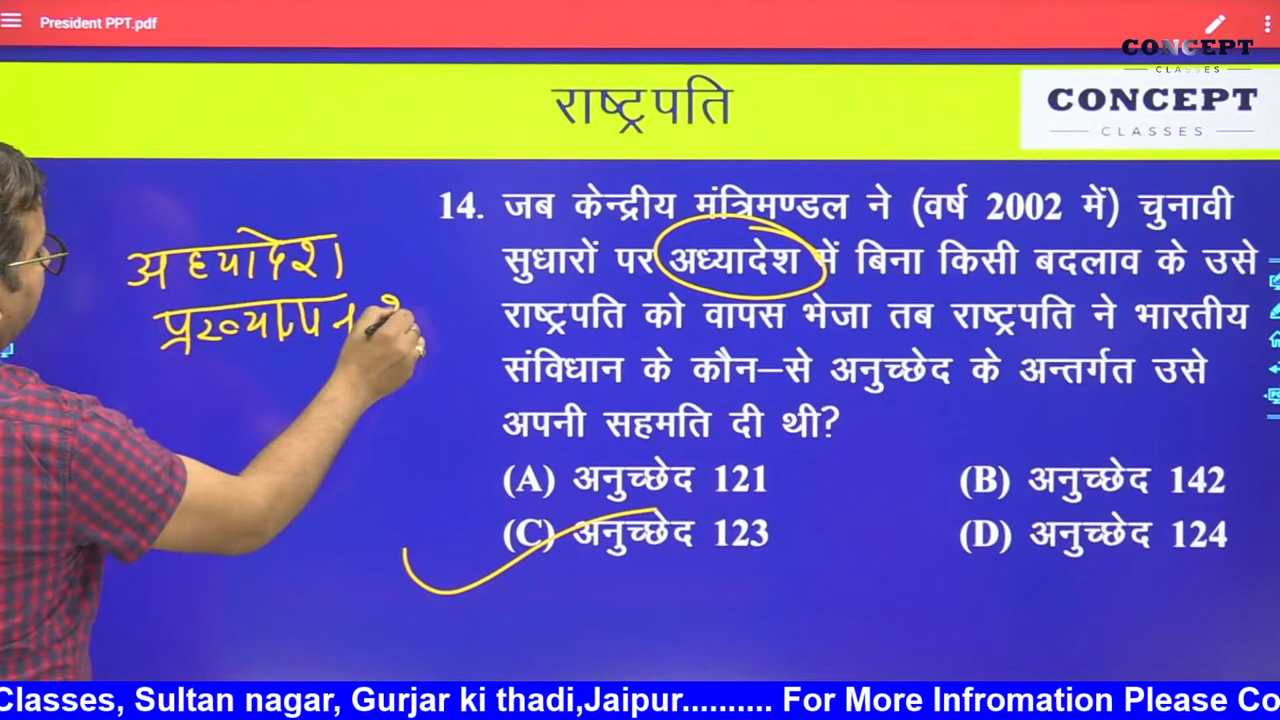 President PPT.pdf
CONCEPT
CLASSES
राष्ट्रपति
CONCEPT
CLASSES
14. जब केन्द्रीय मंत्रिमण्डल ने (वर्ष 2002 में) चुनावी
सुधारों पर अध्यादेश में बिना किसी बदलाव के उसे
राष्ट्रपति को वापस भेजा तब राष्ट्रपति ने भारतीय
संविधान के कौन–से अनुच्छेद के अन्तर्गत उसे
अपनी सहमति दी थी?
(A) अनुच्छेद 121
(B) अनुच्छेद 142
(C) अनुच्छेद 123
(D) अनुच्छेद 124
अध्यादेश
प्रख्यापन
Classes, Sultan nagar, Gurjar ki thadi,Jaipur.......... For More Infromation Please Co